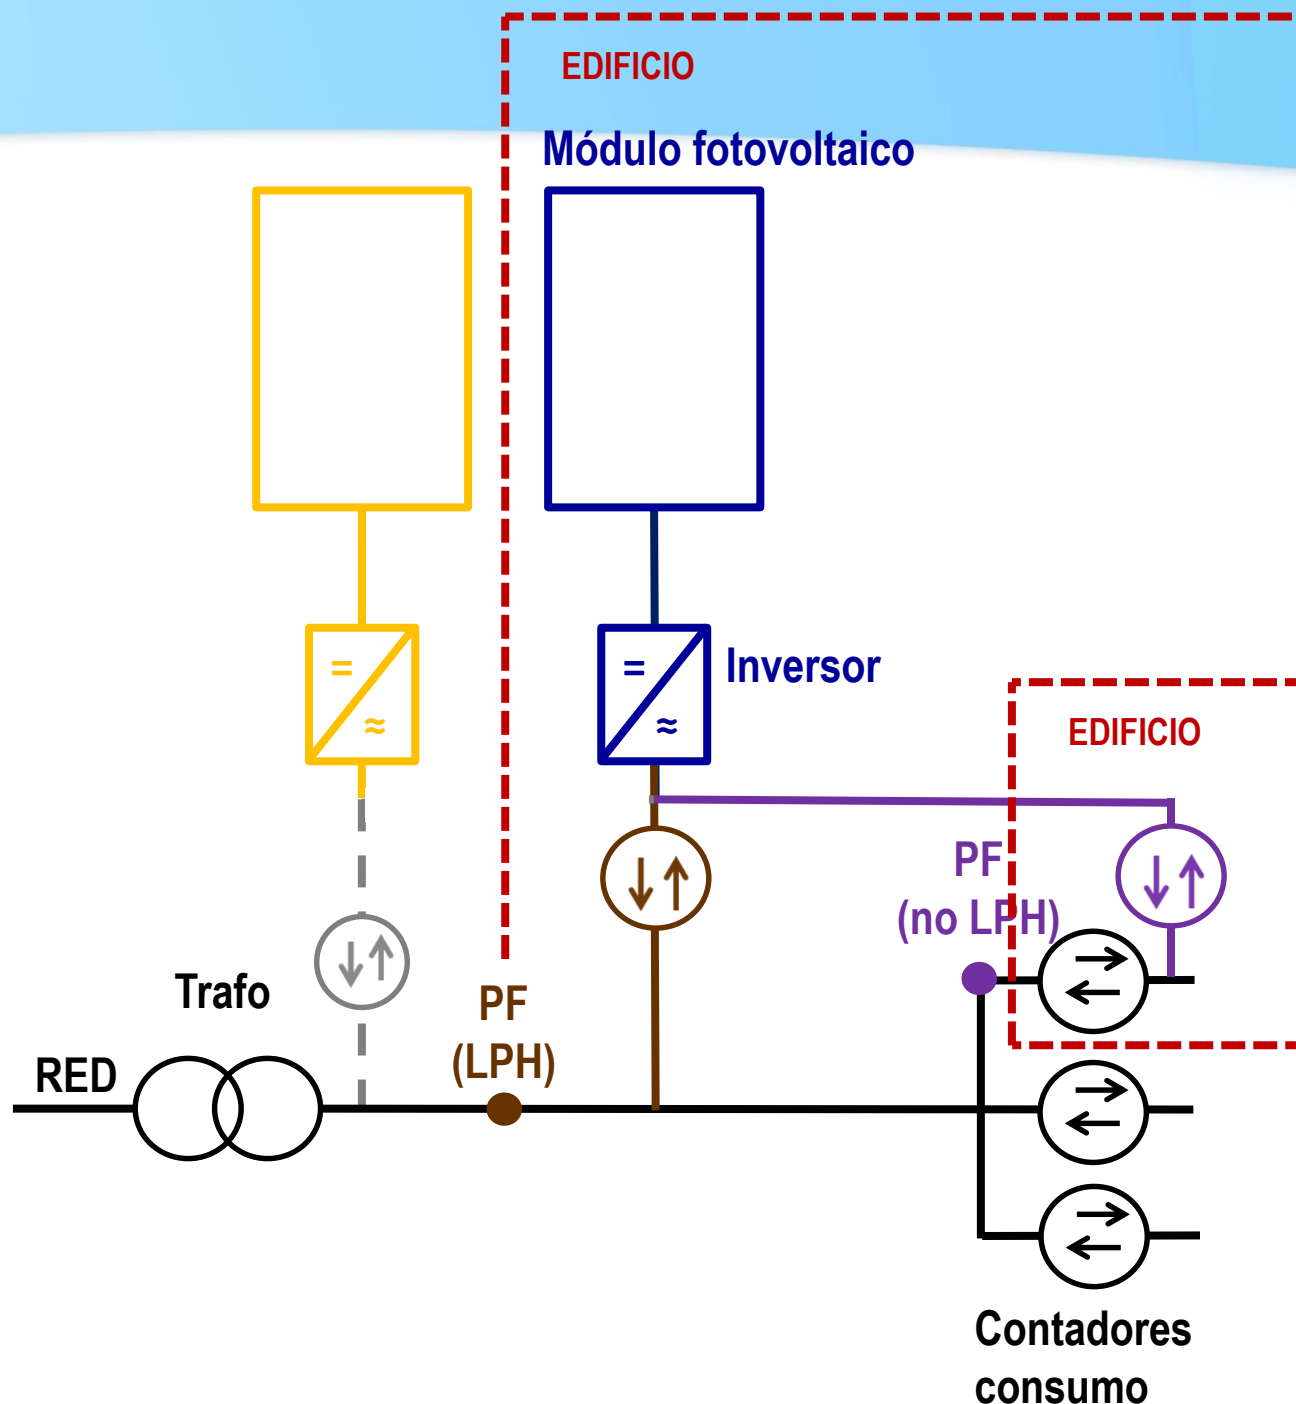 EDIFICIO
Módulo fotovoltaico
=
≈
=
≈
Inversor
EDIFICIO
PF
(no LPH)
Trafo
PF
(LPH)
RED
Contadores
consumo